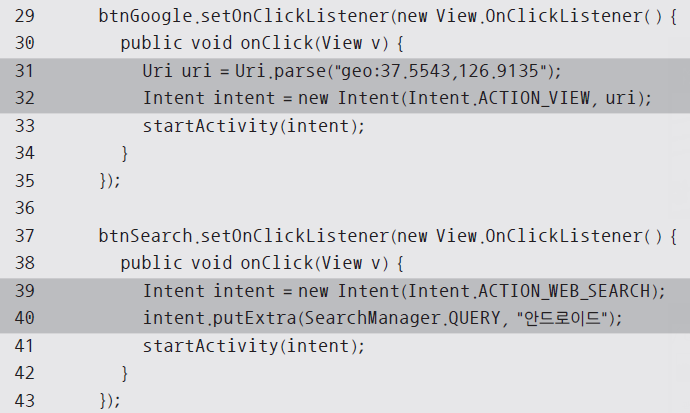 29 btnGoogle.setOnClickListener(new View.OnClickListener() {
30 public void onClick(View v) {
31 Uri uri = Uri.parse("geo:37.5543,126.9135");
32 Intent intent = new Intent(Intent.ACTION_VIEW, uri);
33 startActivity(intent);
34 }
35 });
36
37 btnSearch.setOnClickListener(new View.OnClickListener() {
38 public void onClick(View v) {
39 Intent intent = new Intent(Intent.ACTION_WEB_SEARCH);
40 intent.putExtra(SearchManager.QUERY, "안드로이드");
41 startActivity(intent);
42 }
43 });